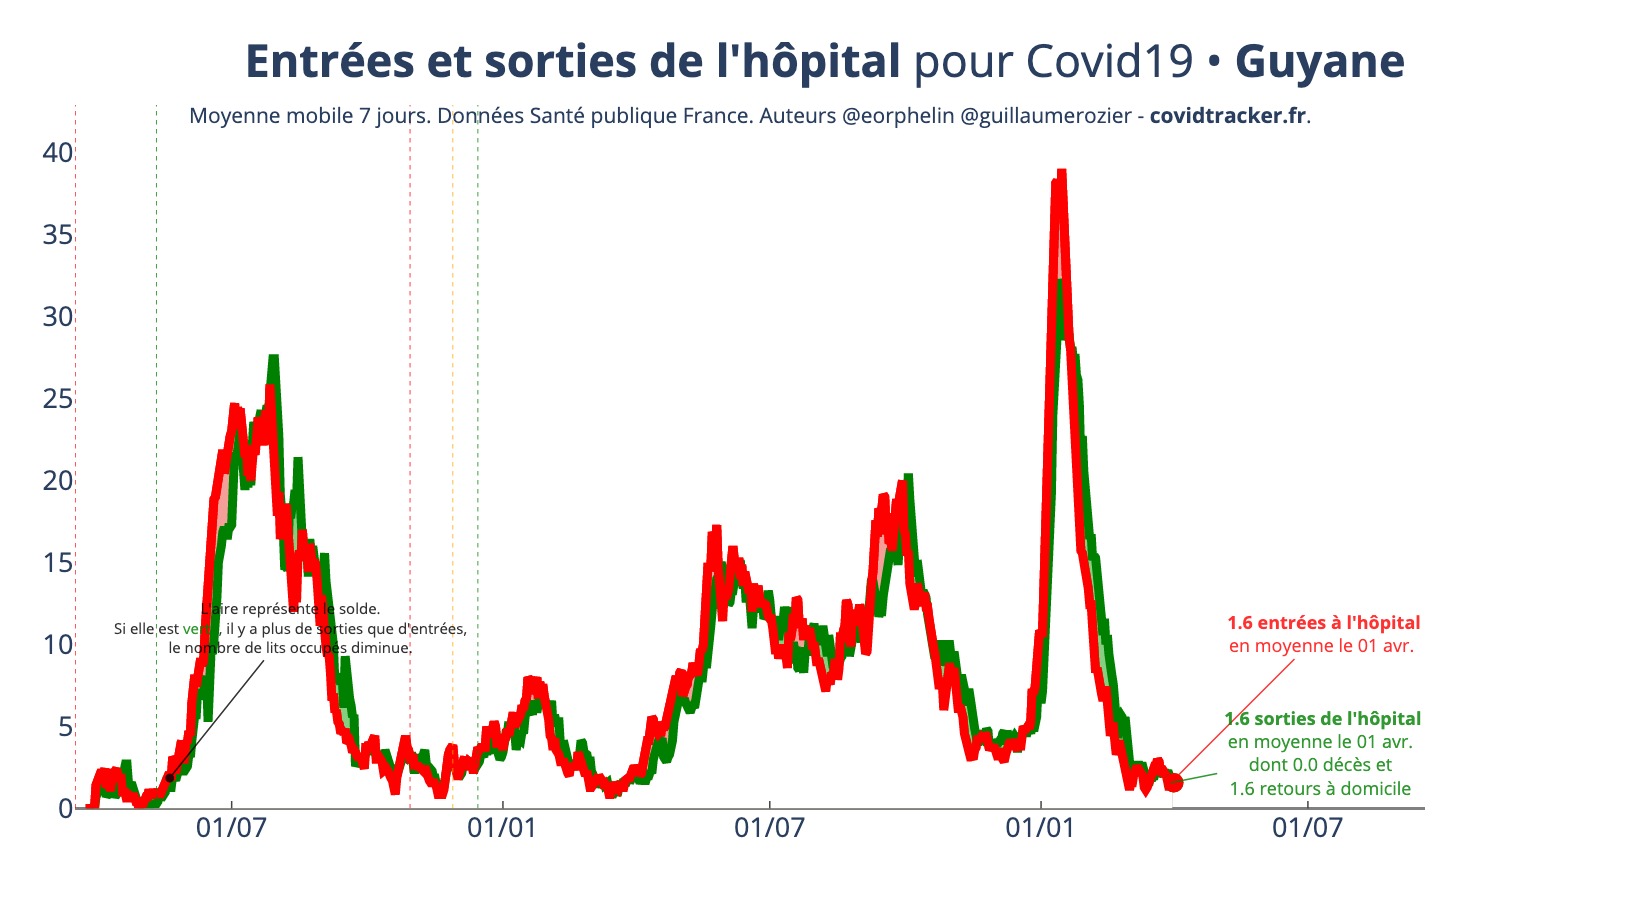 Entrées et sorties de l'hôpital pour Covid19 • Guyane
Moyenne mobile 7 jours. Données Santé publique France. Auteurs @eorphelin @guillaumerozier - covidtracker.fr.
40
35
30
25
20
15
10
5
0
L'aire représente le solde.
Si elle est verte, il y a plus de sorties que d'entrées,
le nombre de lits occupés diminue.
1.6 entrées à l'hôpital
en moyenne le 01 avr.
1.6 sorties de l'hôpital
en moyenne le 01 avr.
dont 0.0 décès et
1.6 retours à domicile
01/07
01/01
01/07
01/01
01/07